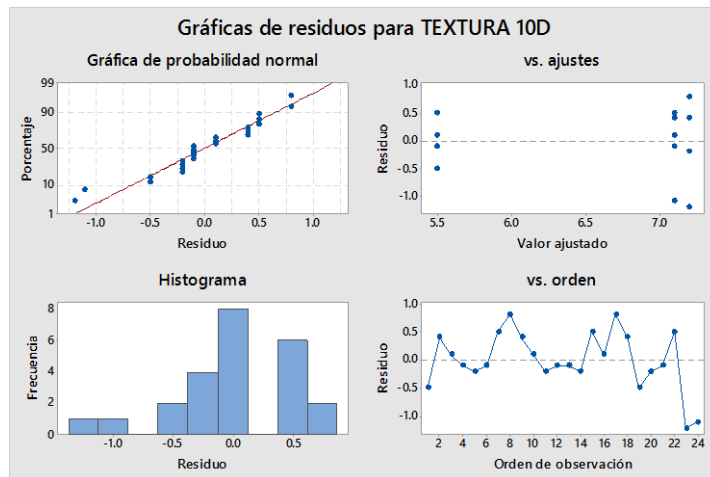 Gráficas de residuos para TEXTURA 10D
Gráfica de probabilidad normal
99
90
50
10
1
Porcentaje
-1.0
-0.5
0.0
0.5
1.0
Residuo
vs. ajustes
1.0
0.5
0.0
-0.5
-1.0
Residuo
5.5
6.0
6.5
7.0
Valor ajustado
Histograma
8
6
4
2
0
Frecuencia
-1.0
-0.5
0.0
0.5
Residuo
vs. orden
1.0
0.5
0.0
-0.5
-1.0
Residuo
2 4 6 8 10 12 14 16 18 20 22 24
Orden de observación